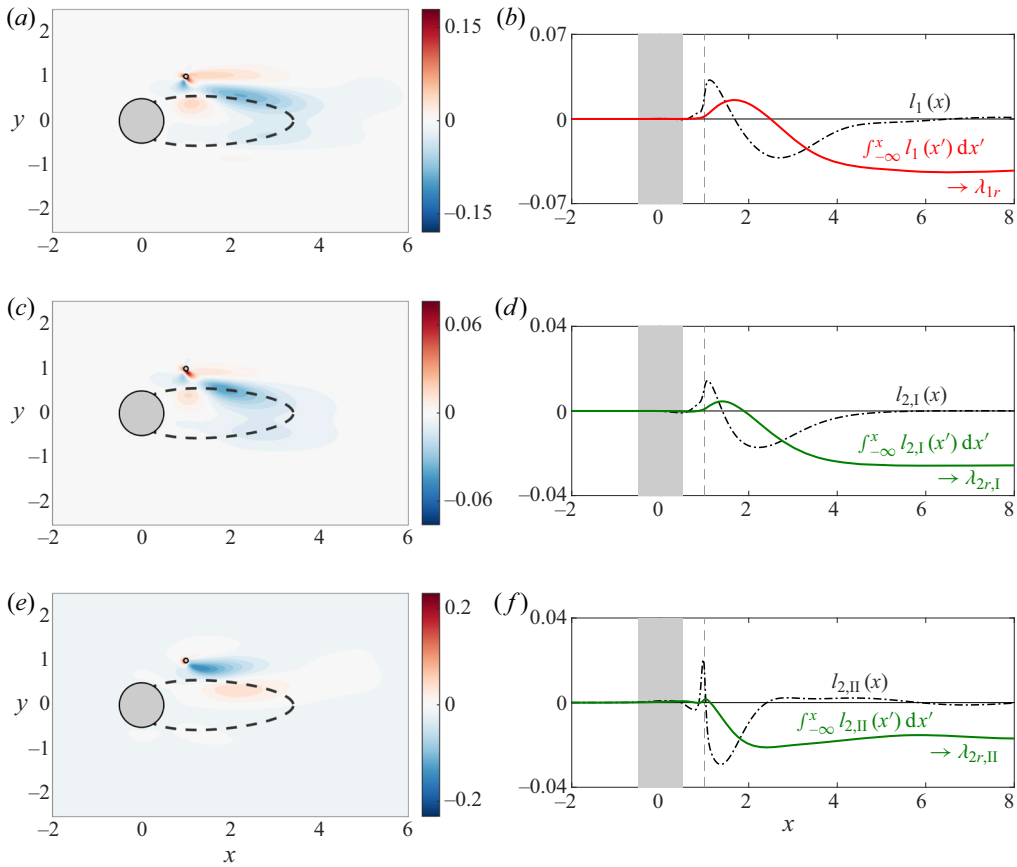 (a)
2
1
y 0
–1
–2
–2 0 2 4 6
0.15
0
–0.15
(b)
0.07
0
–0.07
–2 0 2 4 6 8
l₁(x)
∫₋∞ˣ l₁(x′) dx′
→ λ₁ᵣ
(c)
2
1
y 0
–1
–2
–2 0 2 4 6
0.06
0
–0.06
(d)
0.04
0
–0.04
–2 0 2 4 6 8
l₂,I(x)
∫₋∞ˣ l₂,I(x′) dx′
→ λ₂ᵣ,I
(e)
2
1
y 0
–1
–2
–2 0 2 4 6
x
0.2
0
–0.2
(f)
0.04
0
–0.04
–2 0 2 4 6 8
x
l₂,II(x)
∫₋∞ˣ l₂,II(x′) dx′
→ λ₂ᵣ,II